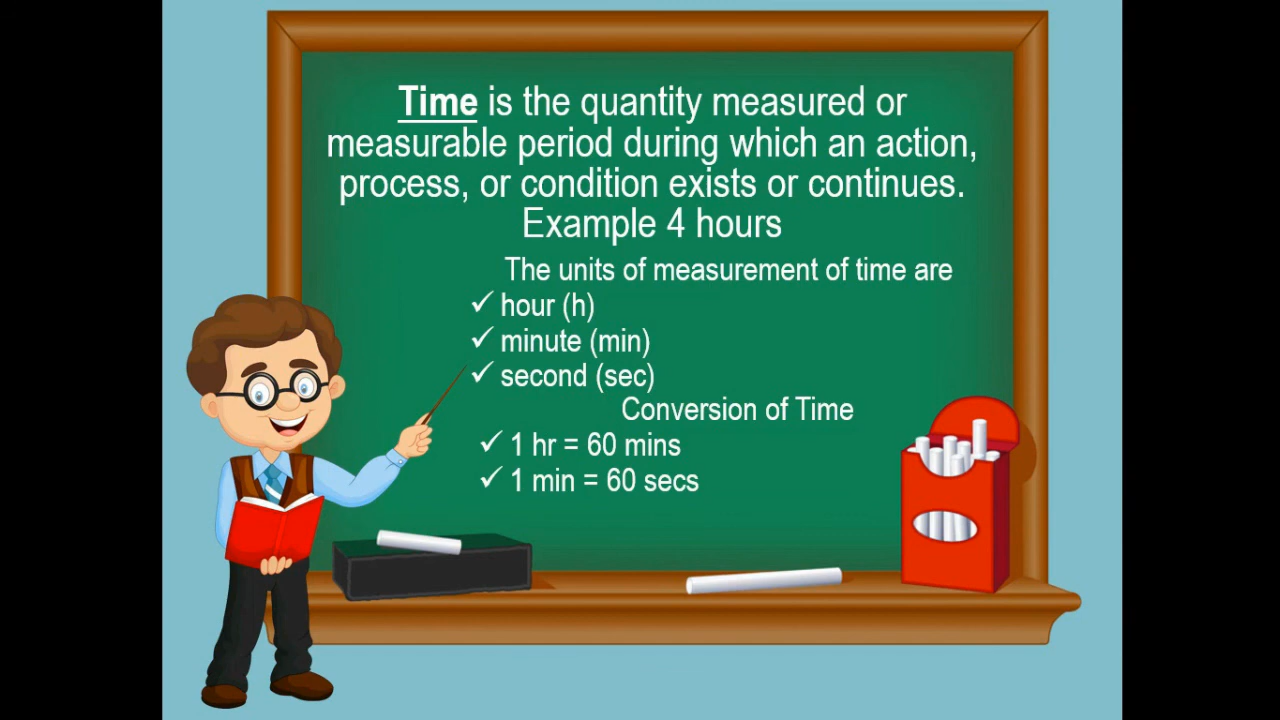 Time is the quantity measured or
measurable period during which an action,
process, or condition exists or continues.
Example 4 hours
The units of measurement of time are
✓ hour (h)
✓ minute (min)
✓ second (sec)
Conversion of Time
✓ 1 hr = 60 mins
✓ 1 min = 60 secs